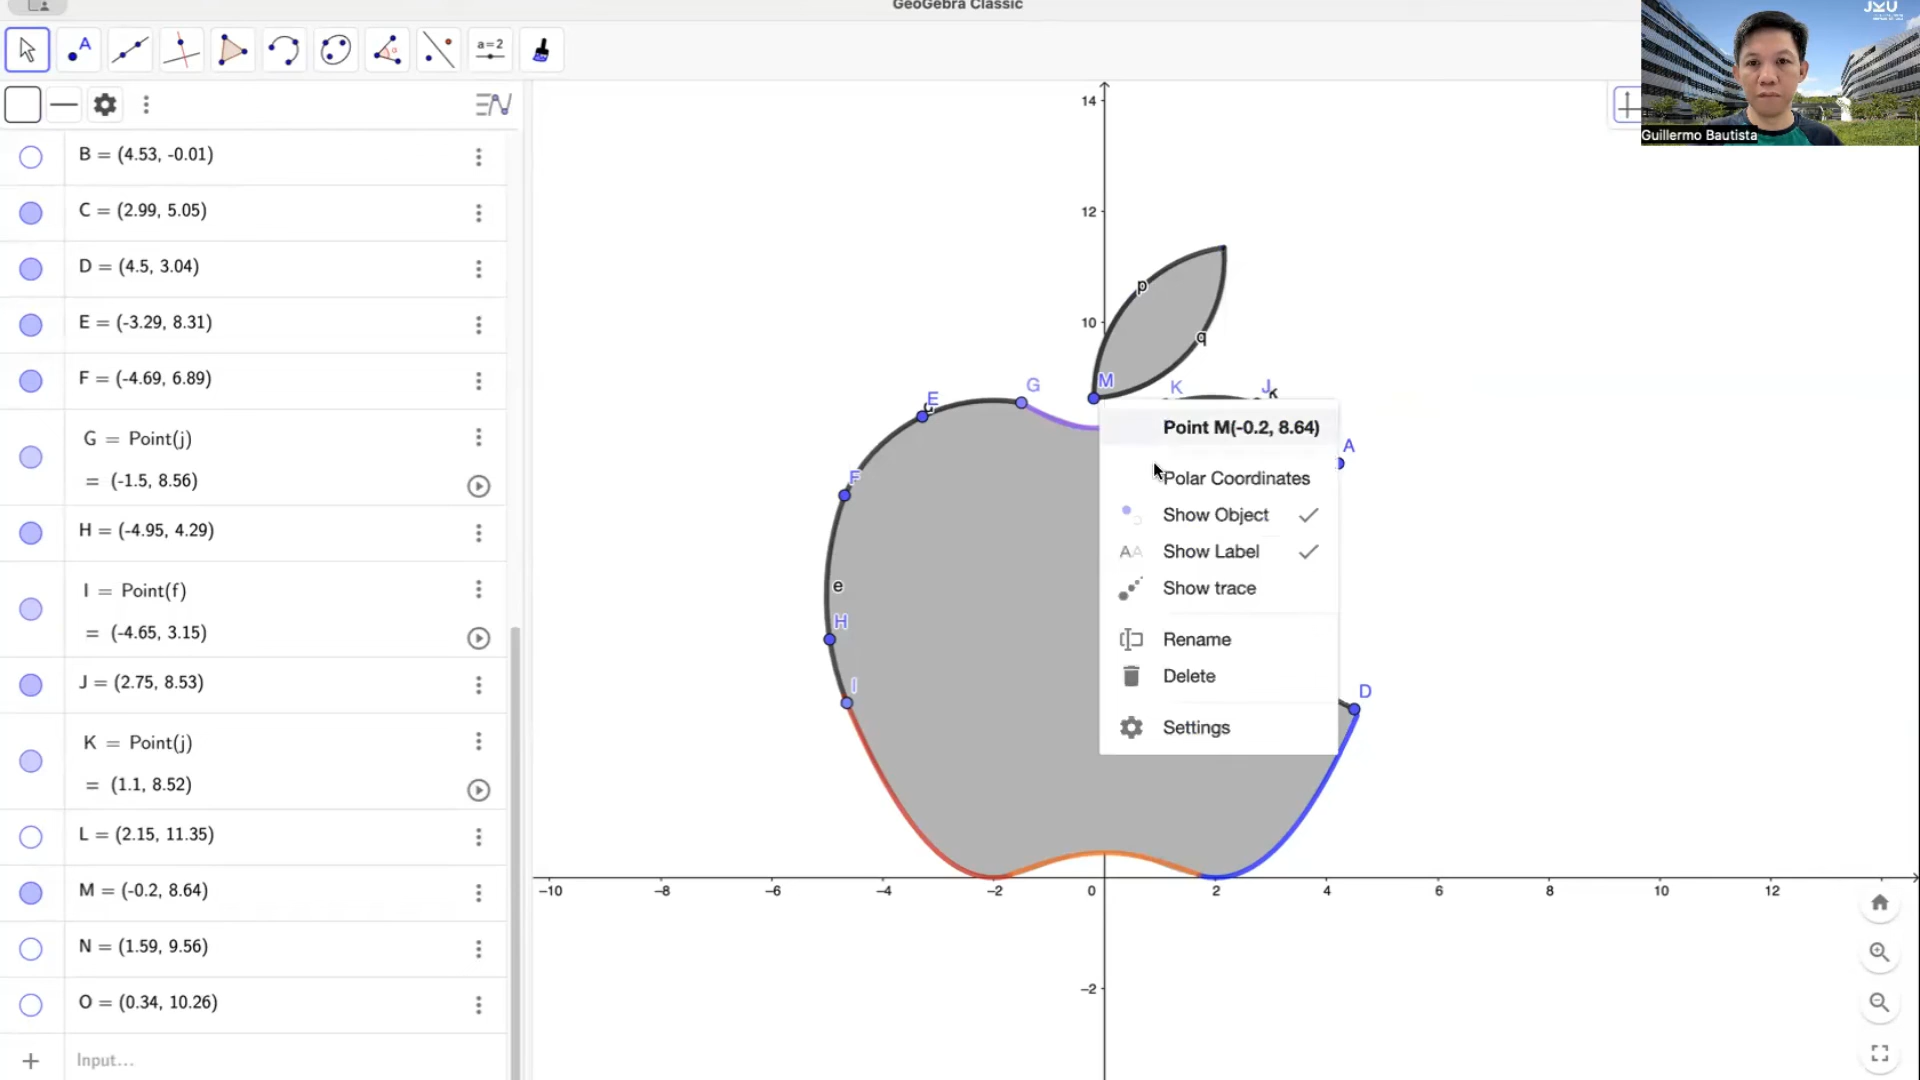 GeoGebra Classic
JKU
Guillermo Bautista
A
a=2
B = (4.53, -0.01)
C = (2.99, 5.05)
D = (4.5, 3.04)
E = (-3.29, 8.31)
F = (-4.69, 6.89)
G = Point(j)
= (-1.5, 8.56)
H = (-4.95, 4.29)
I = Point(f)
= (-4.65, 3.15)
J = (2.75, 8.53)
K = Point(j)
= (1.1, 8.52)
L = (2.15, 11.35)
M = (-0.2, 8.64)
N = (1.59, 9.56)
O = (0.34, 10.26)
Input...
14
12
10
p
q
M
K
J
k
G
E
A
F
e
H
I
D
Point M(-0.2, 8.64)
Polar Coordinates
Show Object
AA Show Label
Show trace
Rename
Delete
Settings
-10 -8 -6 -4 -2 0 2 4 6 8 10 12
-2